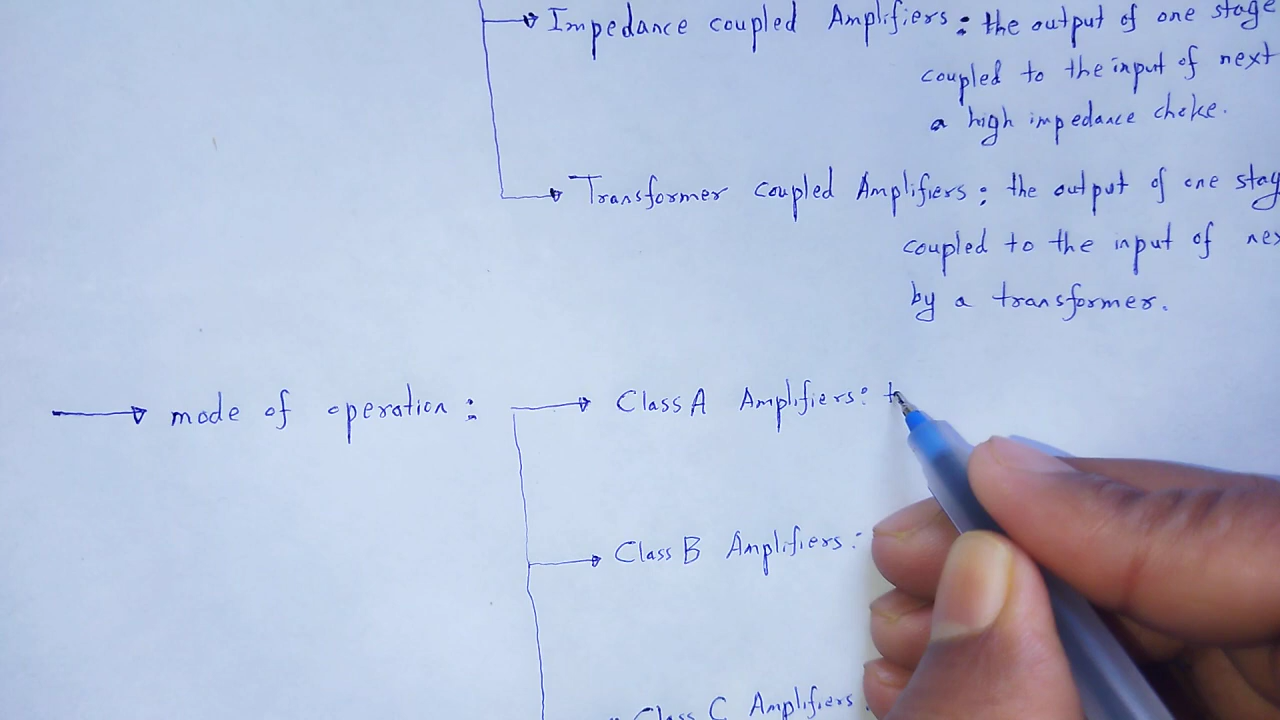 Impedance coupled Amplifiers: the output of one stage
coupled to the input of next
a high impedance choke.
Transformer coupled Amplifiers: the output of one stag
coupled to the input of nex
by a transformer.
mode of operation:
Class A Amplifiers: t
Class B Amplifiers:
Class C Amplifiers